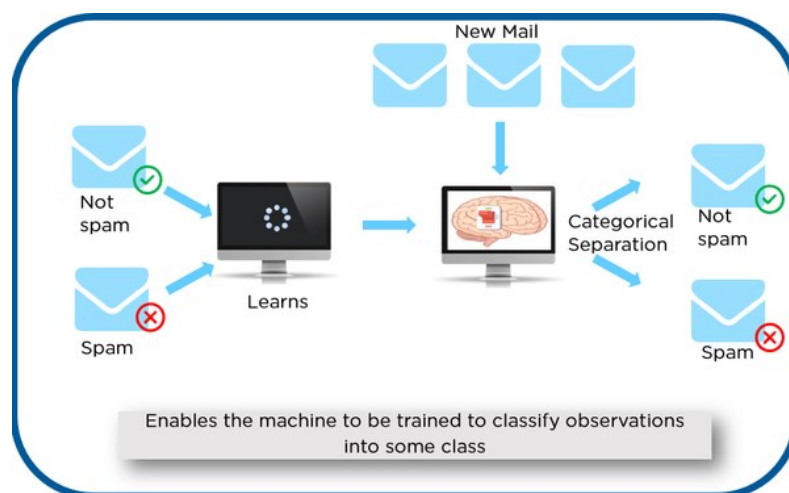 New Mail
Not
spam
Learns
Spam
Categorical
Separation
Not
spam
Spam
Enables the machine to be trained to classify observations
into some class